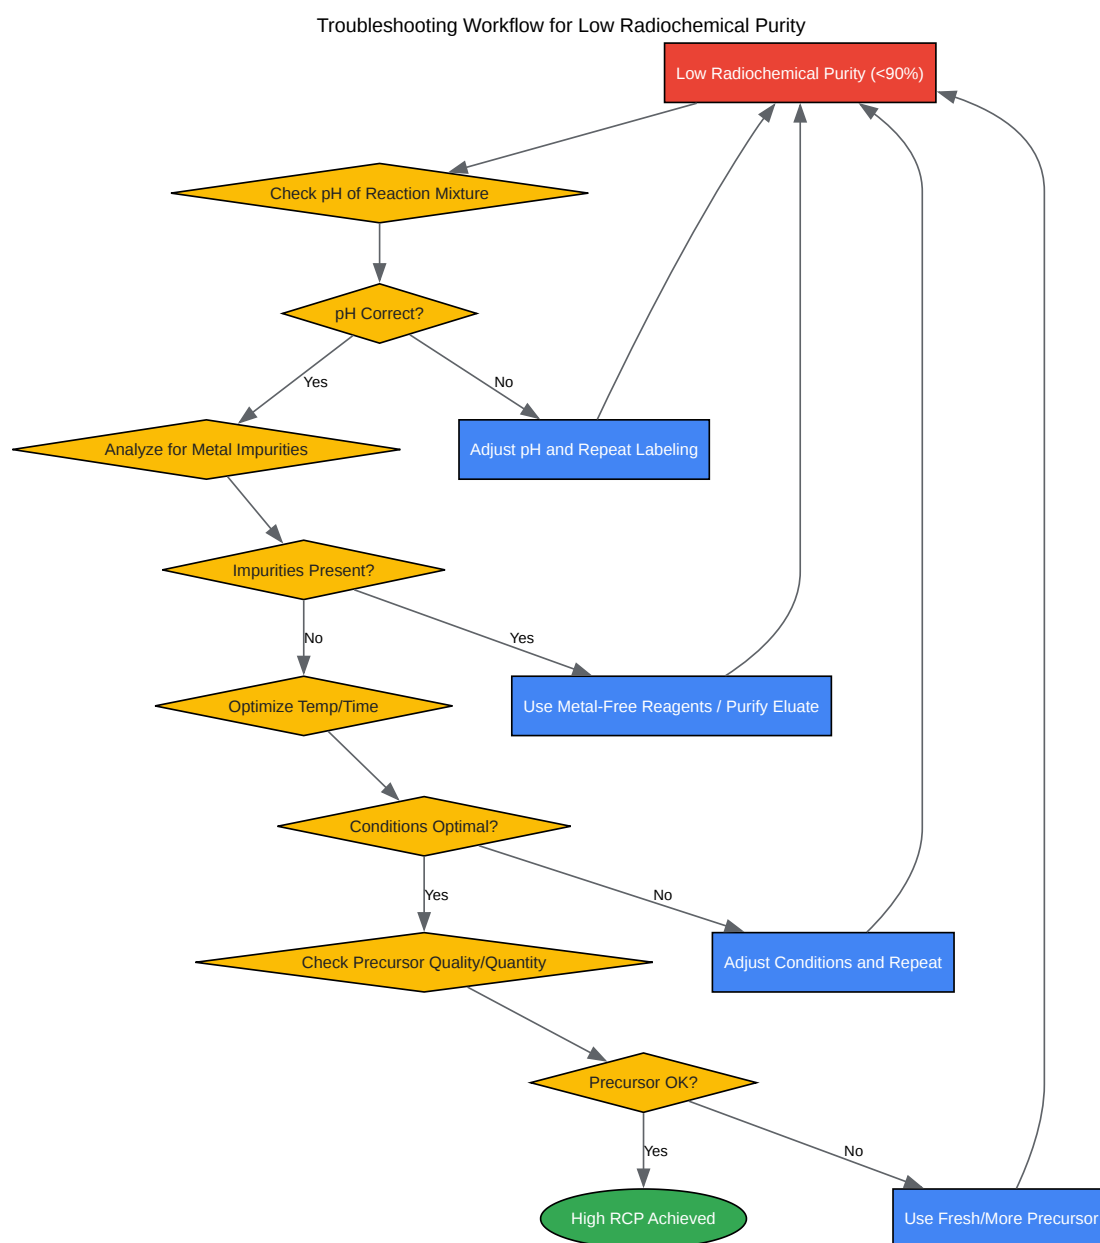 Troubleshooting Workflow for Low Radiochemical Purity
Low Radiochemical Purity (<90%)
Check pH of Reaction Mixture
pH Correct?
Yes
No
Analyze for Metal Impurities
Adjust pH and Repeat Labeling
Impurities Present?
No
Yes
Optimize Temp/Time
Use Metal-Free Reagents / Purify Eluate
Conditions Optimal?
Yes
No
Check Precursor Quality/Quantity
Adjust Conditions and Repeat
Precursor OK?
Yes
No
High RCP Achieved
Use Fresh/More Precursor